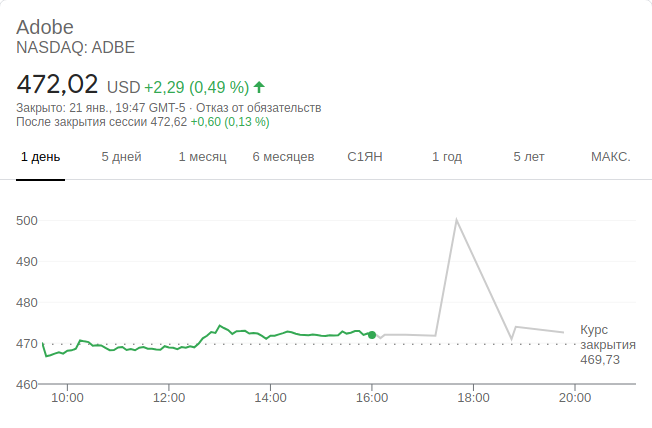 Adobe
NASDAQ: ADBE
472,02 USD +2,29 (0,49 %)
Закрыто: 21 янв., 19:47 GMT-5 · Отказ от обязательств
После закрытия сессии 472,62 +0,60 (0,13 %)
1 день 5 дней 1 месяц 6 месяцев С1ЯН 1 год 5 лет МАКС.
500
490
480
470
460
Курс
закрытия
469,73
10:00 12:00 14:00 16:00 18:00 20:00